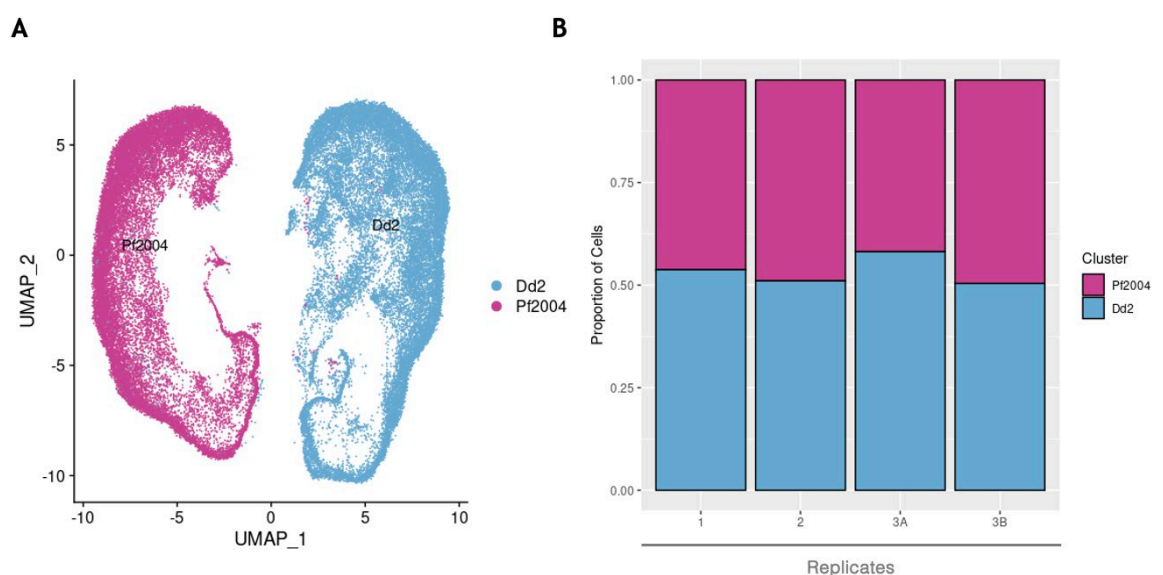 A
B
5
0
-5
-10
UMAP_2
-10
-5
0
5
10
UMAP_1
Pf2004
Dd2
Dd2
Pf2004
1.00
0.75
0.50
0.25
0.00
Proportion of Cells
1
2
3A
3B
Replicates
Cluster
Pf2004
Dd2